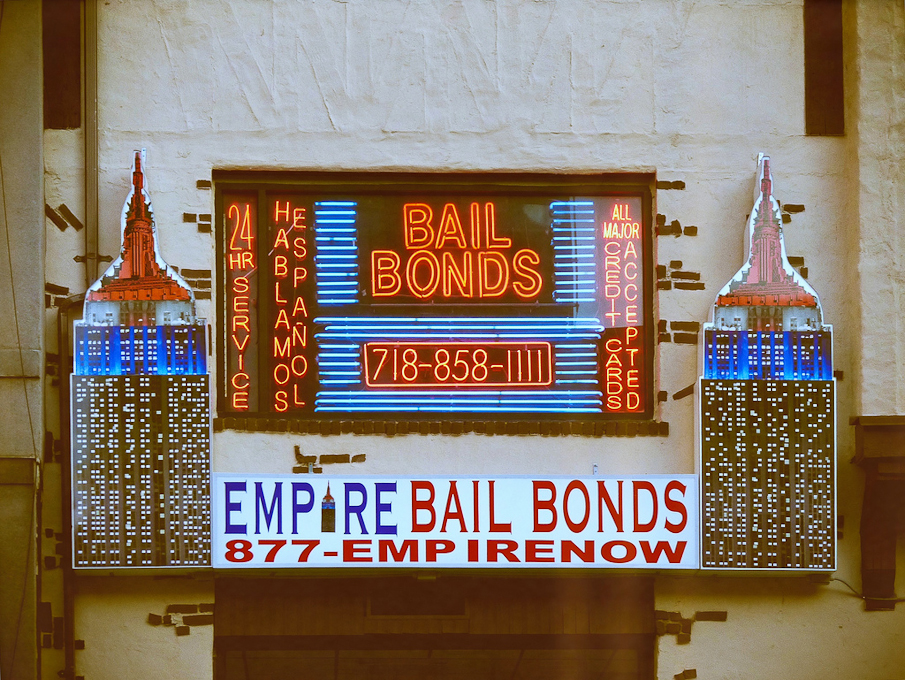 24
HR SERVICE
HABLAMOS
ESPAÑOL
BAIL
BONDS
718-858-1111
ALL
MAJOR
CREDIT CARDS
ACCEPTED
EMPIRE BAIL BONDS
877-EMPIRENOW